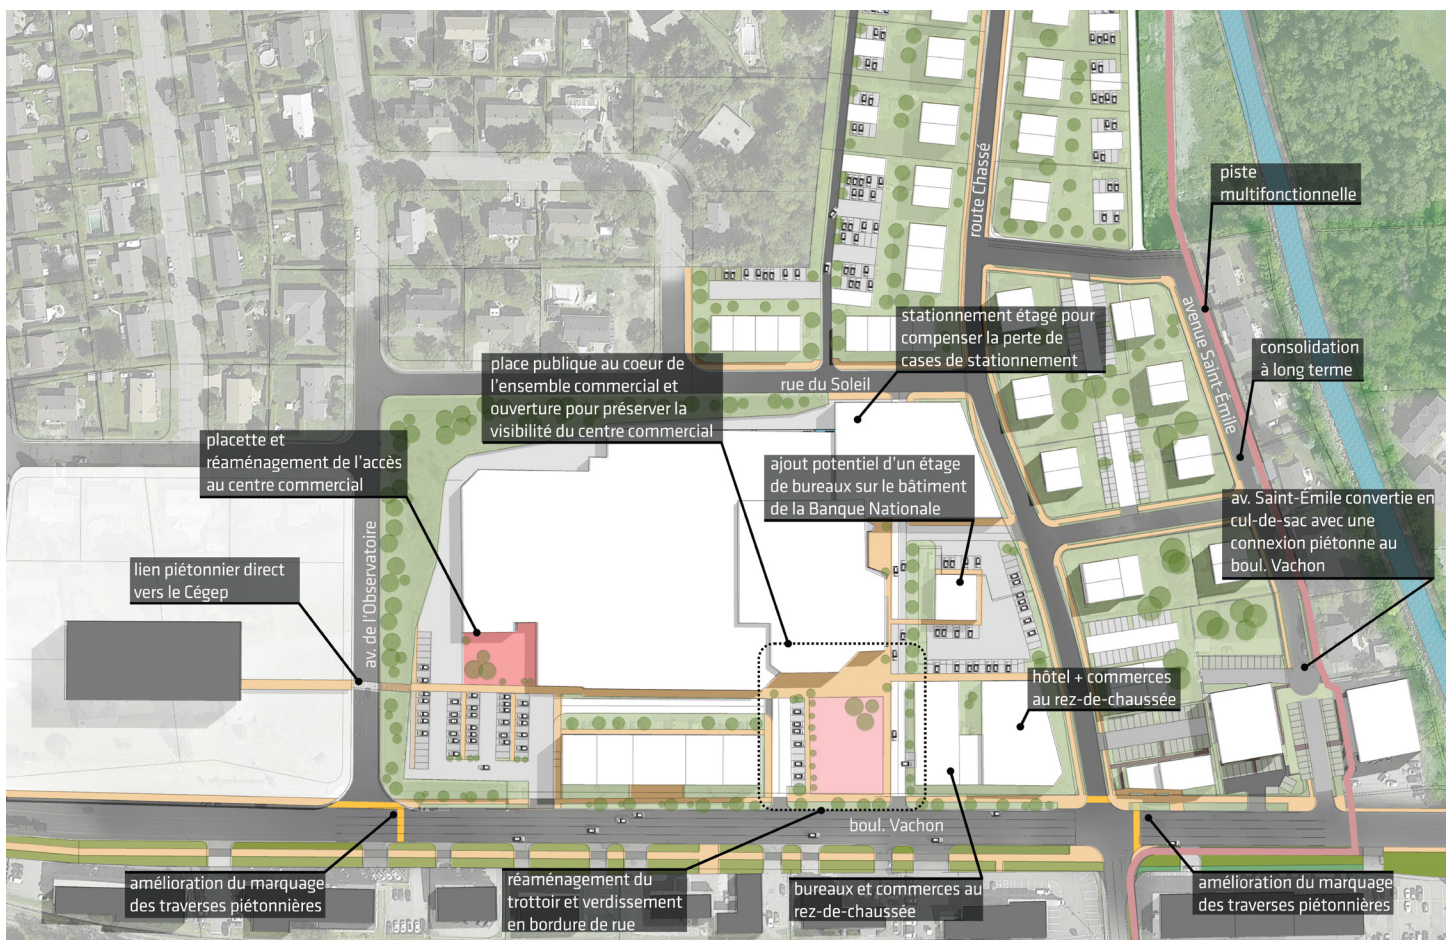 piste
multifonctionnelle
route Chassé
avenue Saint-Émile
stationnement étagé pour
compenser la perte de
cases de stationnement
consolidation
à long terme
place publique au coeur de
l'ensemble commercial et
ouverture pour préserver la
visibilité du centre commercial
rue du Soleil
placette et
réaménagement de l'accès
au centre commercial
ajout potentiel d'un étage
de bureaux sur le bâtiment
de la Banque Nationale
av. Saint-Émile convertie en
cul-de-sac avec une
connexion piétonne au
boul. Vachon
lien piétonnier direct
vers le Cégep
av. de l'Observatoire
hôtel + commerces
au rez-de-chaussée
boul. Vachon
amélioration du marquage
des traverses piétonnières
réaménagement du
trottoir et verdissement
en bordure de rue
bureaux et commerces au
rez-de-chaussée
amélioration du marquage
des traverses piétonnières